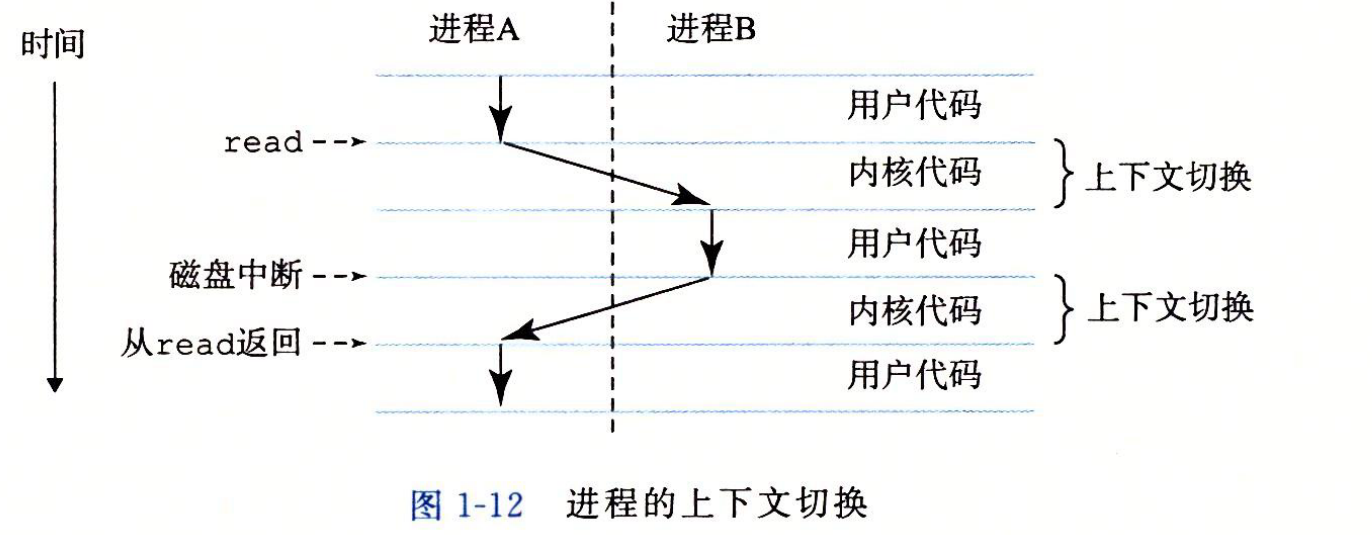 进程A 进程B
时间
用户代码
read
内核代码 上下文切换
用户代码
磁盘中断
内核代码 上下文切换
从read返回
用户代码
图 1-12 进程的上下文切换